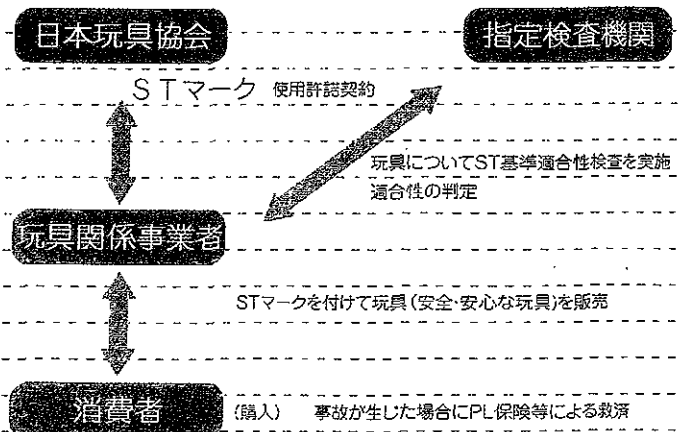 日本玩具協会
指定検査機関
STマーク 使用許諾契約
玩具についてST基準適合性検査を実施
適合性の判定
玩具関係事業者
STマークを付けて玩具(安全・安心な玩具)を販売
消費者 (購入) 事故が生じた場合にPL保険等による救済